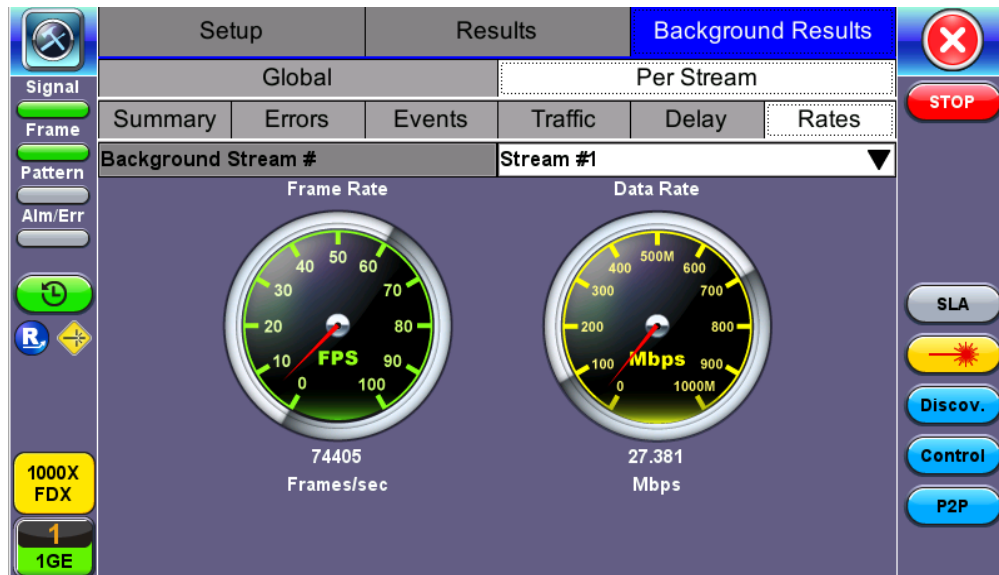 Setup Results Background Results
Global Per Stream
Summary Errors Events Traffic Delay Rates
Background Stream # Stream #1
Signal
Frame
Pattern
Alm/Err
R
1000X
FDX
1
1GE
Frame Rate
0 10 20 30 40 50 60 70 80 90 100
FPS
74405
Frames/sec
Data Rate
0 100 200 300 400 500M 600 700 800 900 1000M
Mbps
27.381
Mbps
STOP
SLA
Discov.
Control
P2P